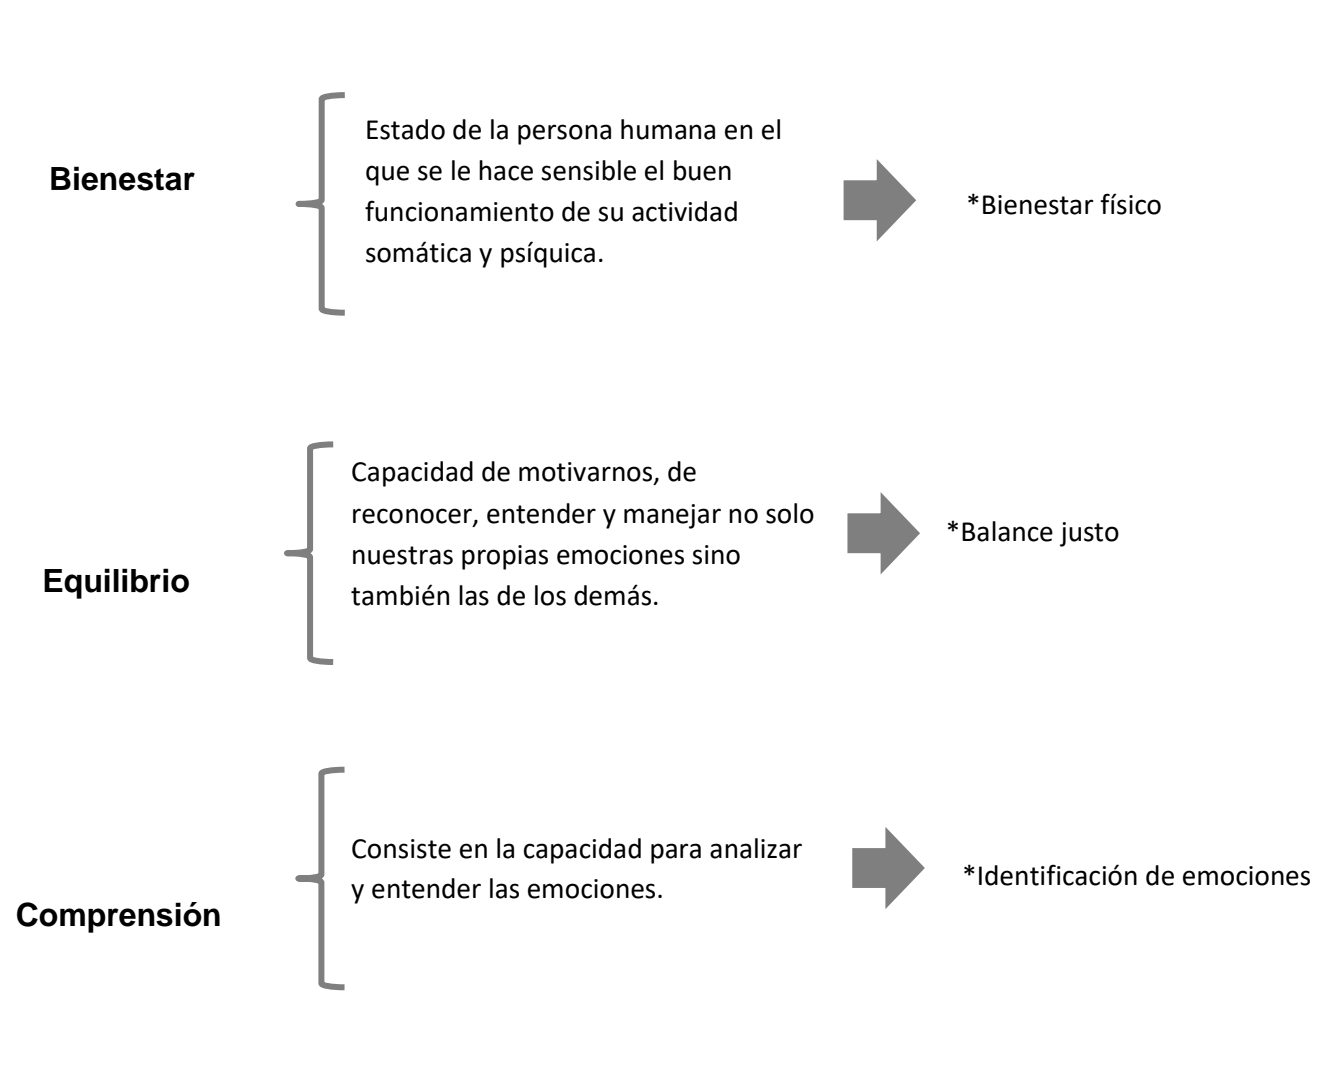 Bienestar
Estado de la persona humana en el
que se le hace sensible el buen
funcionamiento de su actividad
somática y psíquica.
*Bienestar físico
Equilibrio
Capacidad de motivarnos, de
reconocer, entender y manejar no solo
nuestras propias emociones sino
también las de los demás.
*Balance justo
Comprensión
Consiste en la capacidad para analizar
y entender las emociones.
*Identificación de emociones